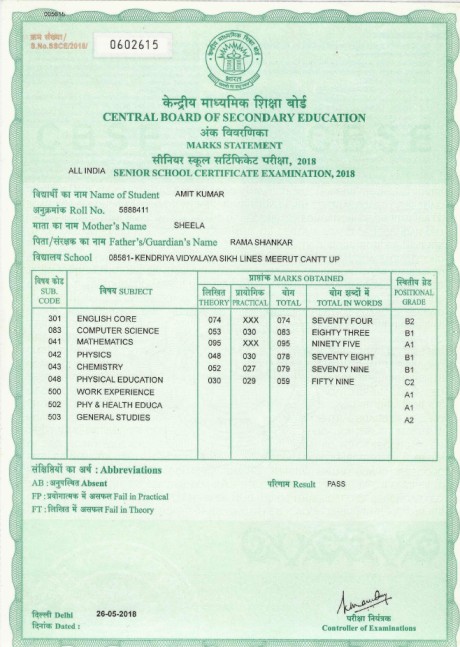 005615
क्रम संख्या/
S.No.SSCE/2018/ 0602615
केन्द्रीय माध्यमिक शिक्षा बोर्ड
CENTRAL BOARD OF SECONDARY EDUCATION
अंक विवरणिका
MARKS STATEMENT
सीनियर स्कूल सर्टिफिकेट परीक्षा, 2018
ALL INDIA SENIOR SCHOOL CERTIFICATE EXAMINATION, 2018
विद्यार्थी का नाम Name of Student AMIT KUMAR
अनुक्रमांक Roll No. 5888411
माता का नाम Mother's Name SHEELA
पिता/संरक्षक का नाम Father's/Guardian's Name RAMA SHANKAR
विद्यालय School 08581- KENDRIYA VIDYALAYA SIKH LINES MEERUT CANTT UP
विषय कोड SUB. CODE विषय SUBJECT प्राप्तांक MARKS OBTAINED स्थितीय ग्रेड POSITIONAL GRADE
लिखित THEORY प्रायोगिक PRACTICAL योग TOTAL योग शब्दों में TOTAL IN WORDS
301 ENGLISH CORE 074 XXX 074 SEVENTY FOUR B2
083 COMPUTER SCIENCE 053 030 083 EIGHTY THREE B1
041 MATHEMATICS 095 XXX 095 NINETY FIVE A1
042 PHYSICS 048 030 078 SEVENTY EIGHT B1
043 CHEMISTRY 052 027 079 SEVENTY NINE B1
048 PHYSICAL EDUCATION 030 029 059 FIFTY NINE C2
500 WORK EXPERIENCE A1
502 PHY & HEALTH EDUCA A1
503 GENERAL STUDIES A2
संक्षिप्तियों का अर्थ : Abbreviations
AB : अनुपस्थित Absent परिणाम Result PASS
FP : प्रयोगात्मक में असफल Fail in Practical
FT : लिखित में असफल Fail in Theory
दिल्ली Delhi 26-05-2018
दिनांक Dated :
परीक्षा नियंत्रक
Controller of Examinations